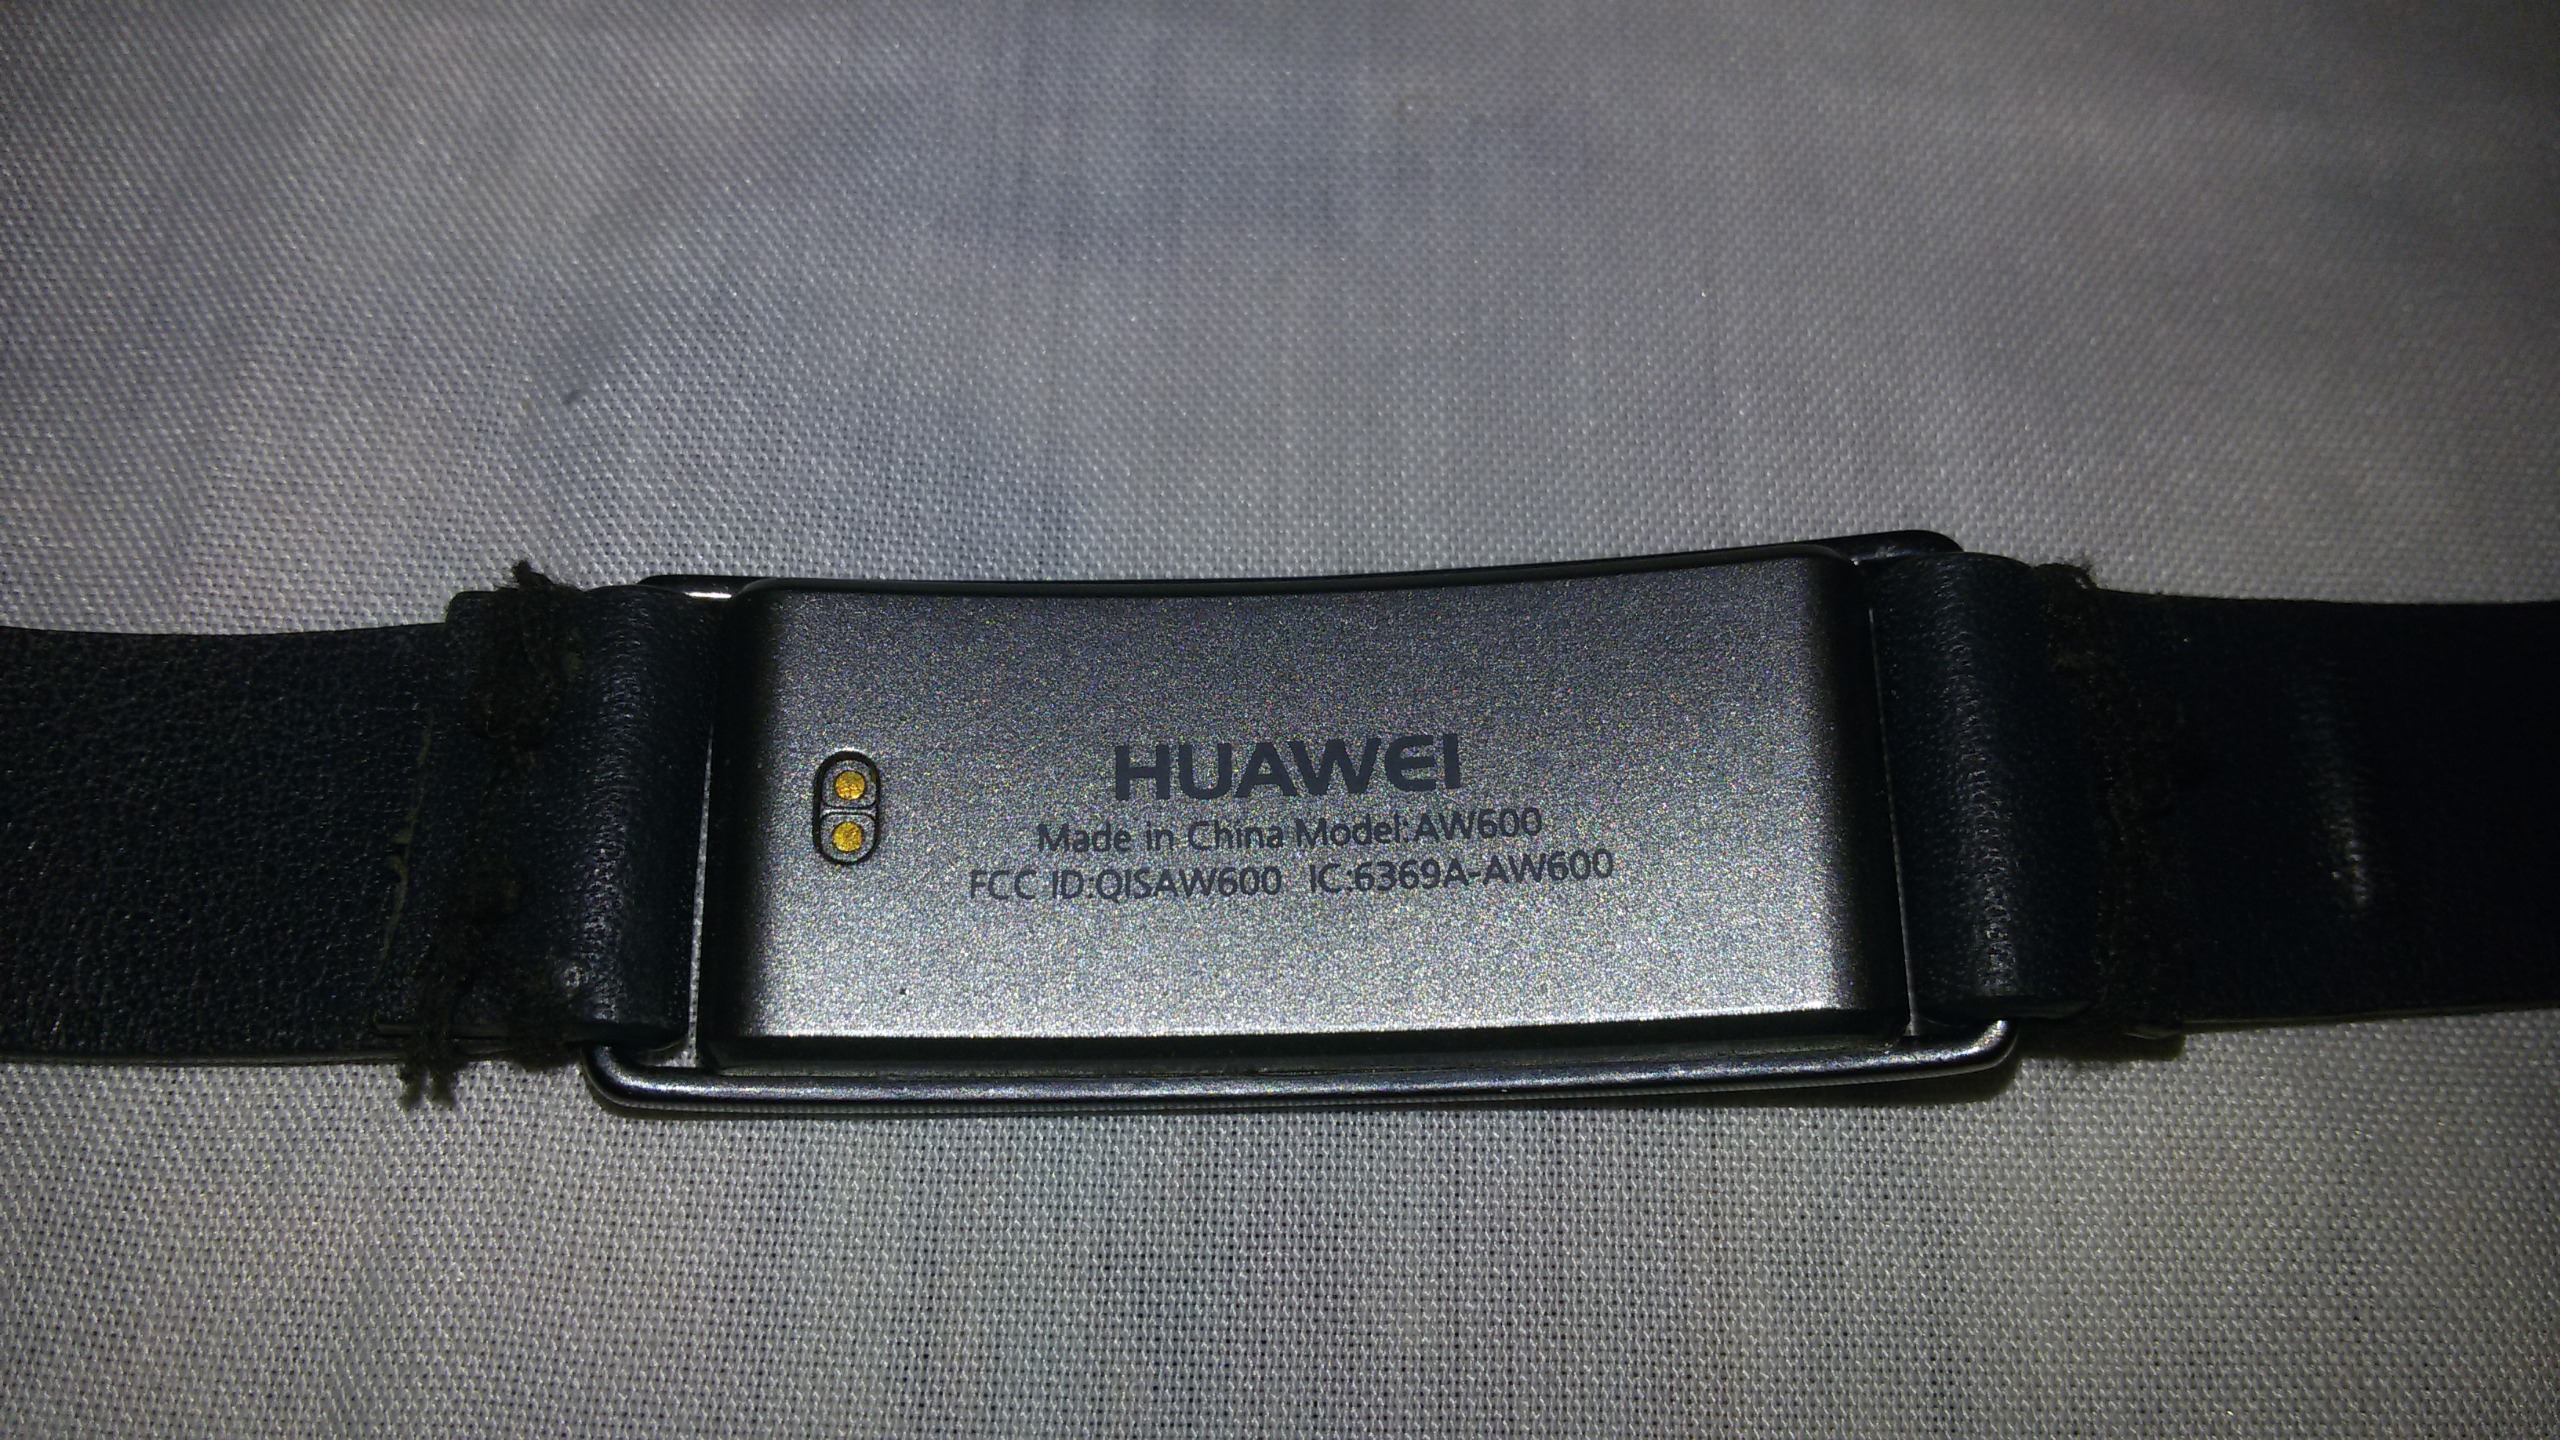 HUAWEI
Made in China Model:AW600
FCC ID:QISAW600 IC:6369A-AW600